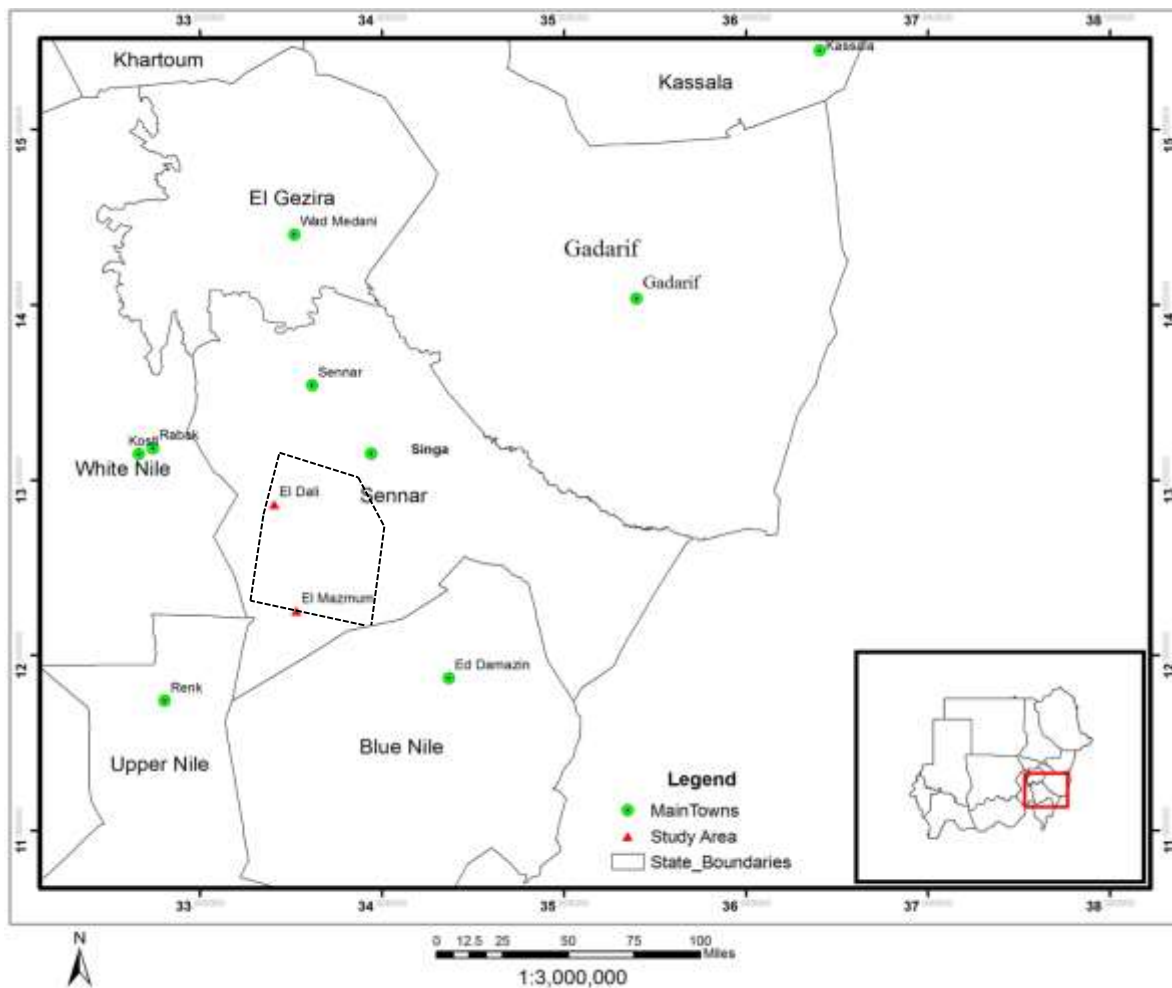 33 34 35 36 37 38
Kassala
Khartoum
Kassala
15 15
El Gezira
Wad Medani
Gadarif
Gadarif
14 14
Sennar
Kosti Rabak
Singa
White Nile
13 13
El Dali
Sennar
El Mazmum
12 12
Ed Damazin
Renk
Blue Nile
Upper Nile
Legend
MainTowns
Study Area
State_Boundaries
11 11
33 34 35 36 37 38
N
0 12.5 25 50 75 100
Miles
1:3,000,000